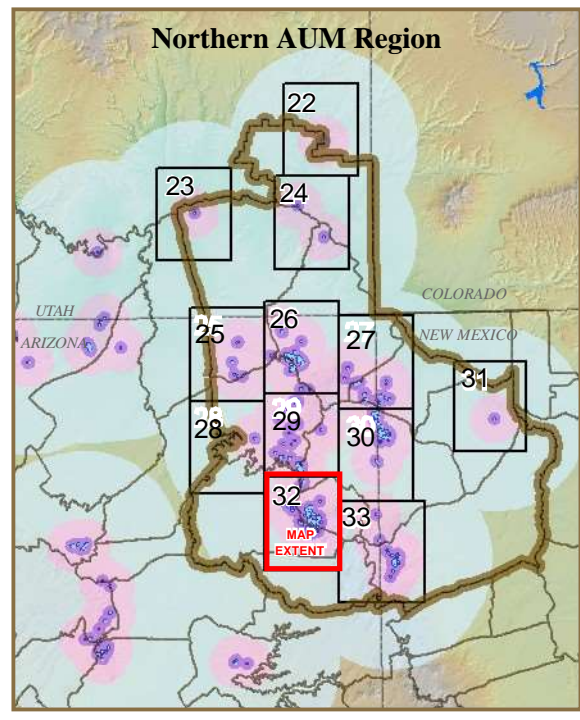 Northern AUM Region
22
23
24
UTAH
COLORADO
ARIZONA
NEW MEXICO
25
26
27
31
28
29
30
32
33
MAP
EXTENT